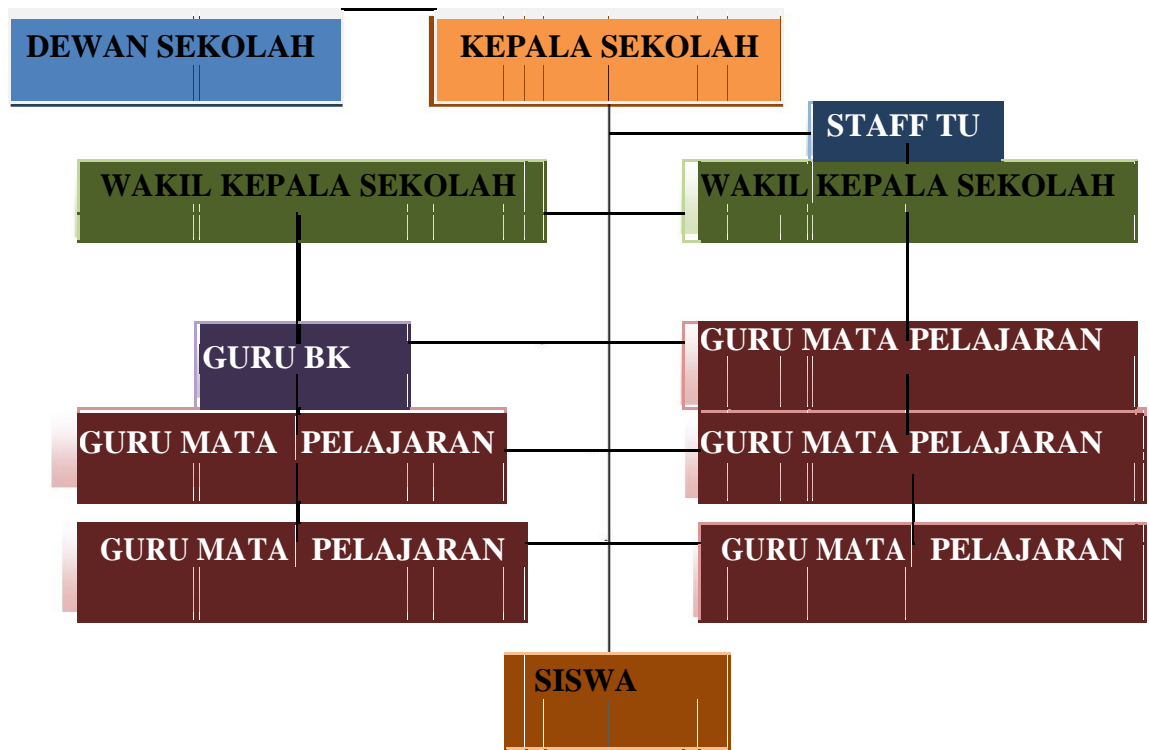 DEWAN SEKOLAH
KEPALA SEKOLAH
STAFF TU
WAKIL KEPALA SEKOLAH
WAKIL KEPALA SEKOLAH
GURU BK
GURU MATA PELAJARAN
GURU MATA PELAJARAN
GURU MATA PELAJARAN
GURU MATA PELAJARAN
GURU MATA PELAJARAN
SISWA